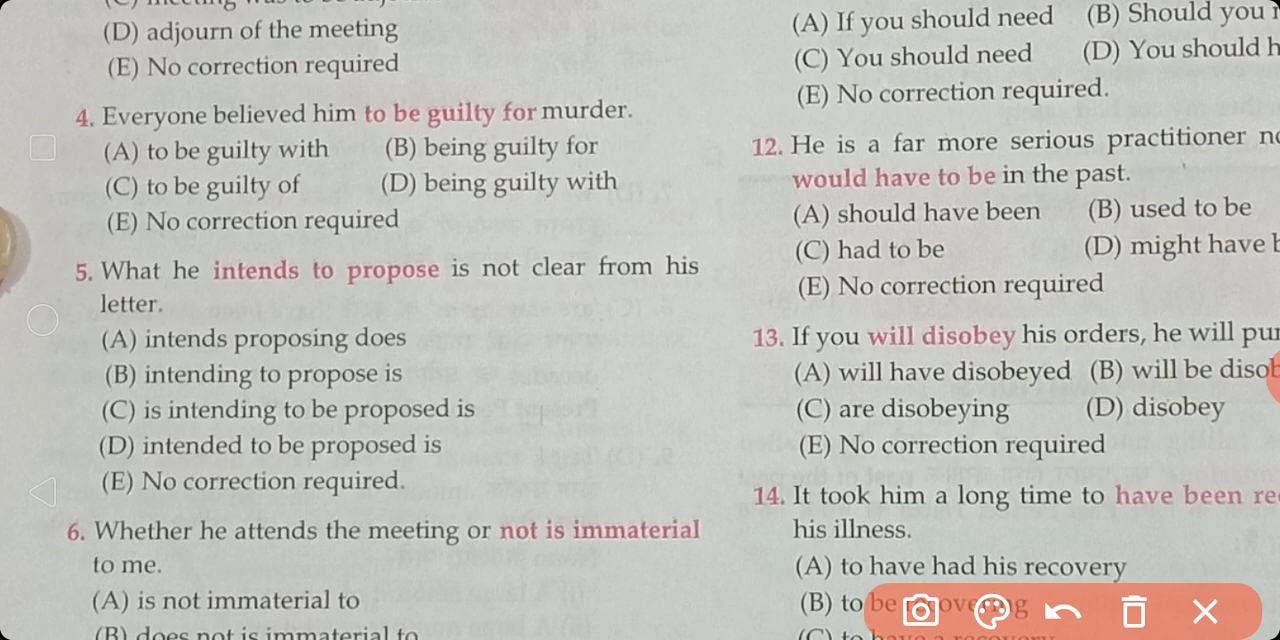 (D) adjourn of the meeting
(E) No correction required
4. Everyone believed him to be guilty for murder.
(A) to be guilty with (B) being guilty for
(C) to be guilty of (D) being guilty with
(E) No correction required
5. What he intends to propose is not clear from his
letter.
(A) intends proposing does
(B) intending to propose is
(C) is intending to be proposed is
(D) intended to be proposed is
(E) No correction required.
6. Whether he attends the meeting or not is immaterial
to me.
(A) is not immaterial to
(B) does not is immaterial to
(A) If you should need (B) Should you
(C) You should need (D) You should
(E) No correction required.
12. He is a far more serious practitioner
would have to be in the past.
(A) should have been (B) used to be
(C) had to be (D) might have
(E) No correction required
13. If you will disobey his orders, he will
(A) will have disobeyed (B) will be
(C) are disobeying (D) disobey
(E) No correction required
14. It took him a long time to have been
his illness.
(A) to have had his recovery
(B) to be